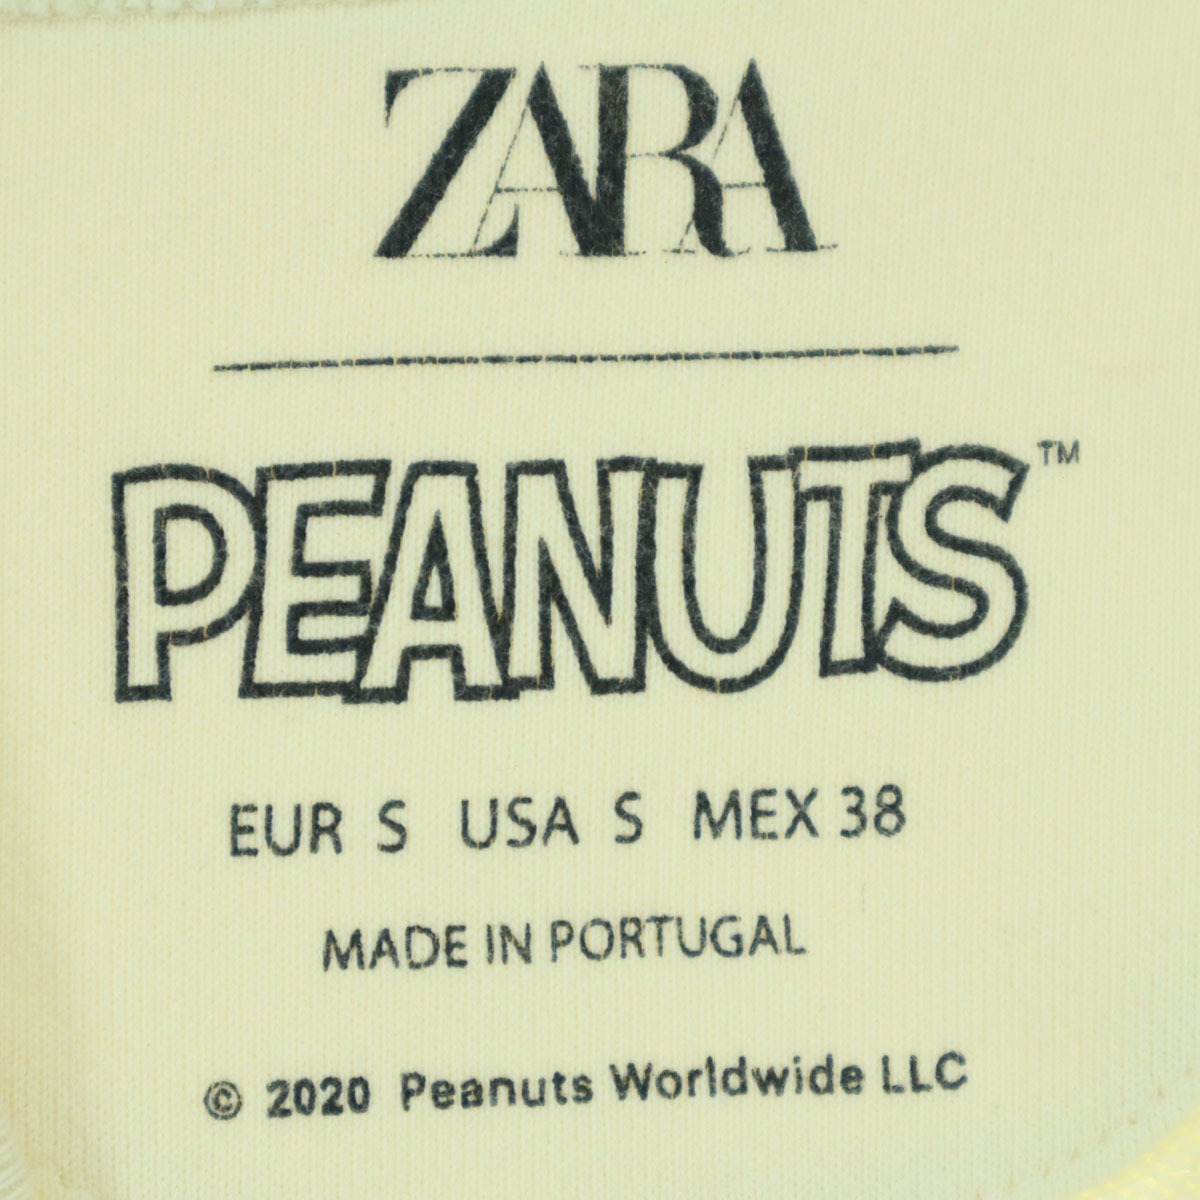 ZARA
PEANUTS™
EUR S USA S MEX 38
MADE IN PORTUGAL
© 2020 Peanuts Worldwide LLC